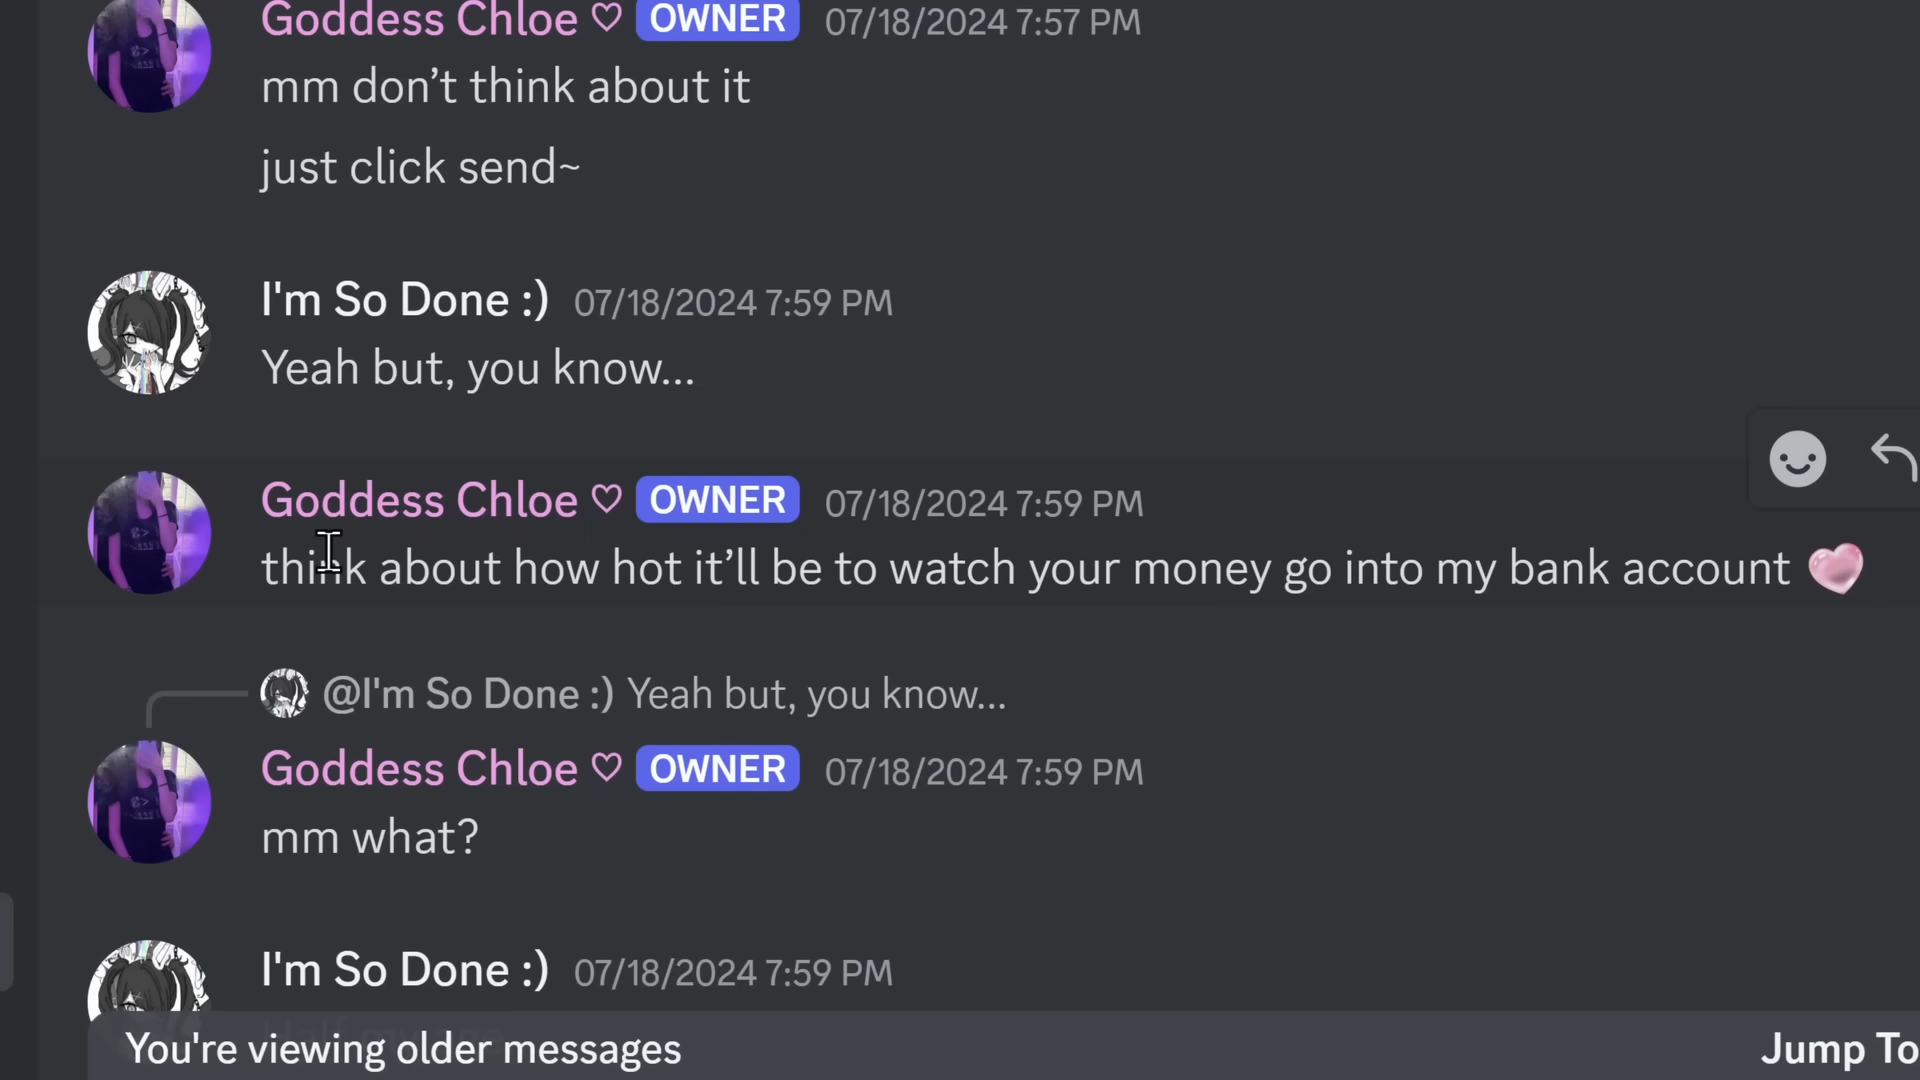 Goddess Chloe ♡ OWNER 07/18/2024 7:57 PM
mm don’t think about it
just click send~
I'm So Done :) 07/18/2024 7:59 PM
Yeah but, you know...
Goddess Chloe ♡ OWNER 07/18/2024 7:59 PM
think about how hot it’ll be to watch your money go into my bank account
@I'm So Done :) Yeah but, you know...
Goddess Chloe ♡ OWNER 07/18/2024 7:59 PM
mm what?
I'm So Done :) 07/18/2024 7:59 PM
You're viewing older messages
Jump To